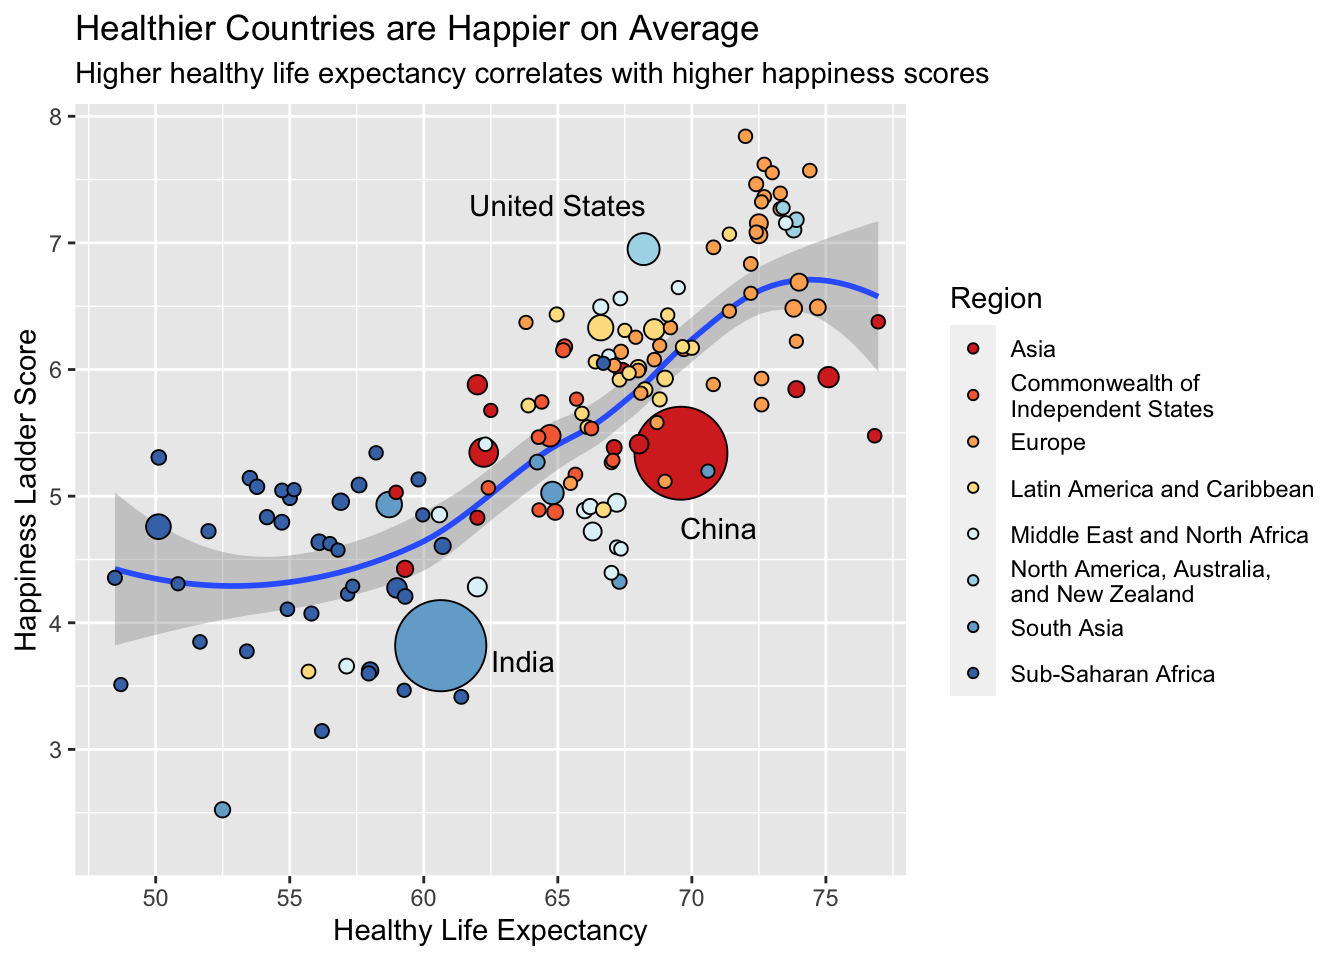 Healthier Countries are Happier on Average
Higher healthy life expectancy correlates with higher happiness scores
8
7
6
5
4
3
Happiness Ladder Score
United States
China
India
50
55
60
65
70
75
Healthy Life Expectancy
Region
Asia
Commonwealth of
Independent States
Europe
Latin America and Caribbean
Middle East and North Africa
North America, Australia,
and New Zealand
South Asia
Sub-Saharan Africa